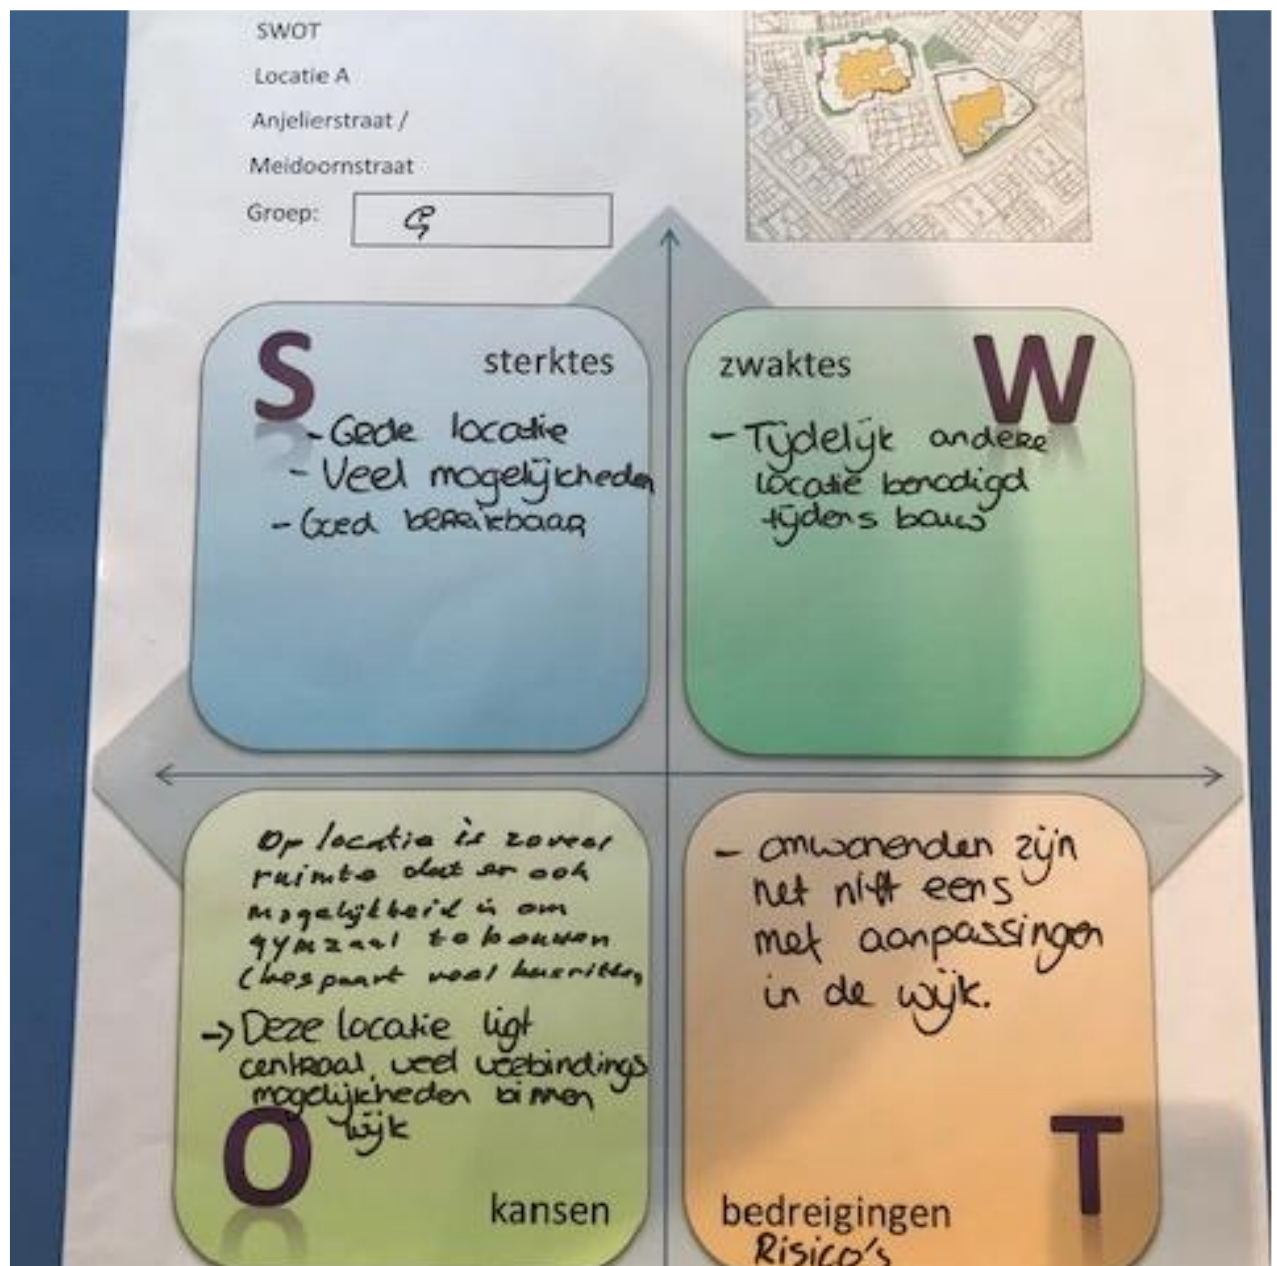 SWOT
Locatie A
Anjelierstraat /
Meidoornstraat
Groep:
S
sterktes
- Goede locatie
- Veel mogelijkheden
- Goed bereikbaar
zwaktes
W
- Tijdelijk andere
locatie benodigd
tijdens bouw
Op locatie is zoveel
ruimte dat er ook
mogelijkheid is om
gymzaal te bouwen
(bespaart veel busritten
-> Deze locatie ligt
centraal, veel verbindings
mogelijkheden binnen
wijk
O
kansen
- omwonenden zijn
het niet eens
met aanpassingen
in de wijk.
T
bedreigingen
Risico's